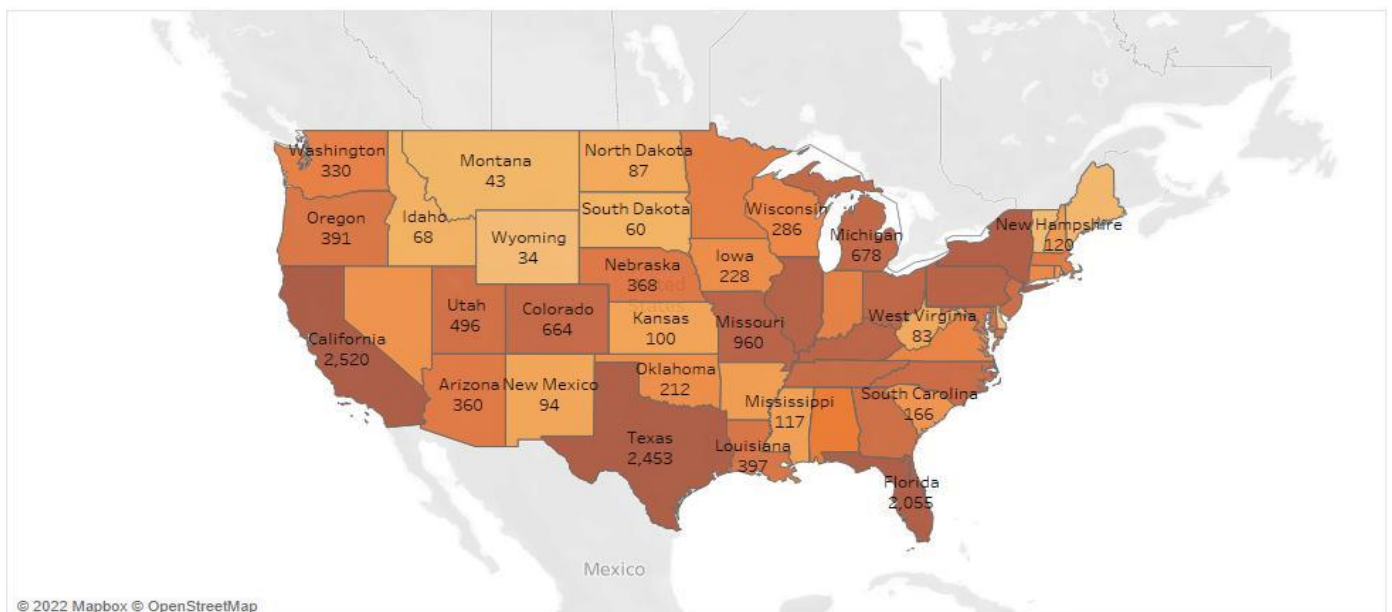 Washington
330
Montana
43
North Dakota
87
Oregon
391
Idaho
68
South Dakota
60
Wyoming
34
Wisconsin
286
Michigan
678
New Hampshire
120
Nebraska
368
Iowa
228
United
States
Utah
496
Colorado
664
Kansas
100
Missouri
960
West Virginia
83
California
2,520
Arizona
360
New Mexico
94
Oklahoma
212
Mississippi
117
South Carolina
166
Texas
2,453
Louisiana
397
Florida
2,055
Mexico
© 2022 Mapbox © OpenStreetMap